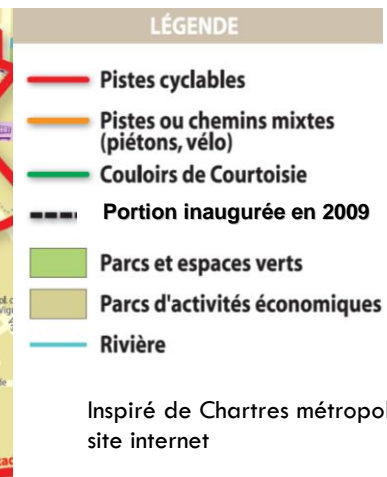 LÉGENDE
Pistes cyclables
Pistes ou chemins mixtes
(piétons, vélo)
Couloirs de Courtoisie
Portion inaugurée en 2009
Parcs et espaces verts
Parcs d'activités économiques
Rivière
Inspiré de Chartres métropol
site internet